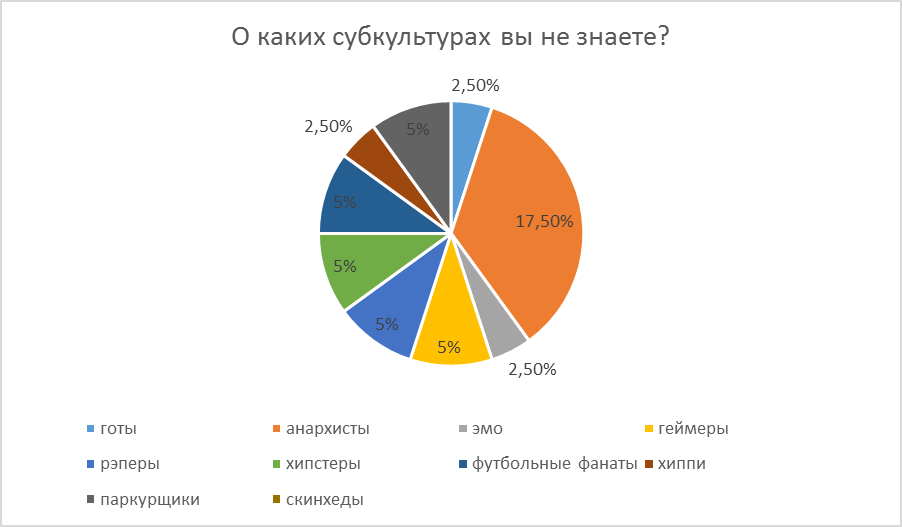 О каких субкультурах вы не знаете?
2,50%
17,50%
2,50%
5%
5%
5%
5%
2,50%
5%
готы анархисты эмо геймеры
рэперы хипстеры футбольные фанаты хиппи
паркурщики скинхеды